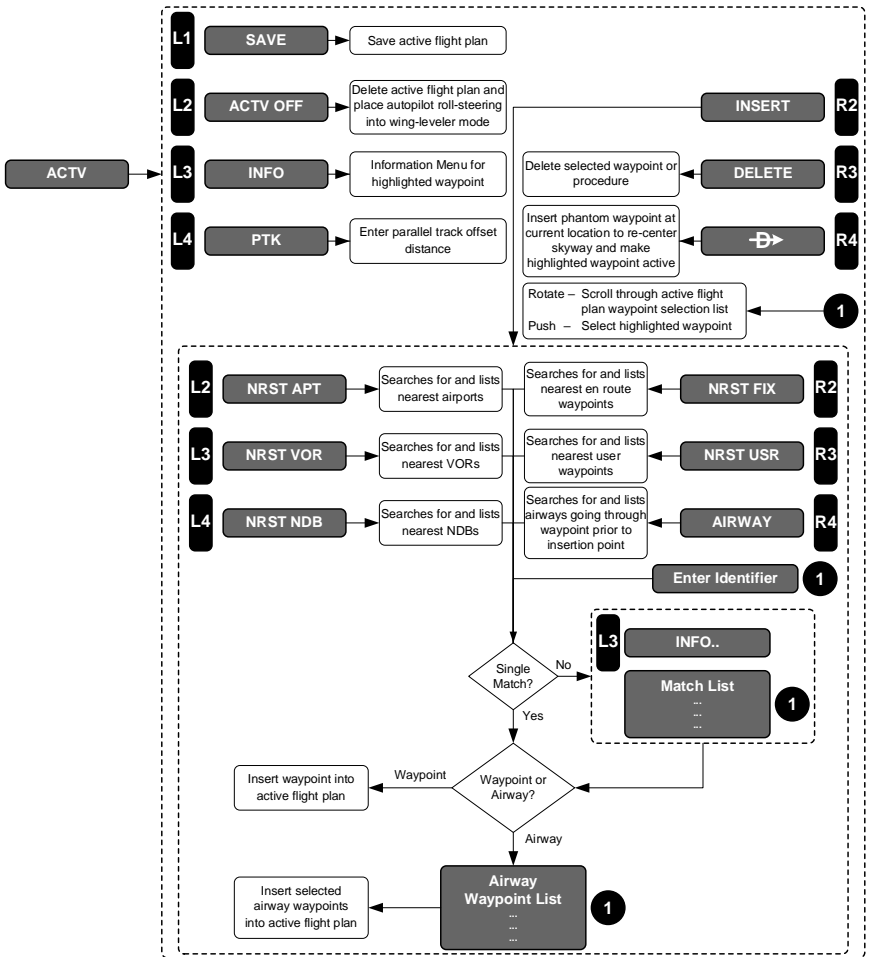 L1
SAVE
Save active flight plan
L2
ACTV OFF
Delete active flight plan and
place autopilot roll-steering
into wing-leveler mode
INSERT
R2
ACTV
L3
INFO
Information Menu for
highlighted waypoint
Delete selected waypoint or
procedure
DELETE
R3
L4
PTK
Enter parallel track offset
distance
Insert phantom waypoint at
current location to re-center
skyway and make
highlighted waypoint active
D
R4
Rotate – Scroll through active flight
plan waypoint selection list
Push – Select highlighted waypoint
1
L2
NRST APT
Searches for and lists
nearest airports
Searches for and lists
nearest en route
waypoints
NRST FIX
R2
L3
NRST VOR
Searches for and lists
nearest VORs
Searches for and lists
nearest user
waypoints
NRST USR
R3
L4
NRST NDB
Searches for and lists
nearest NDBs
Searches for and lists
airways going through
waypoint prior to
insertion point
AIRWAY
R4
Enter Identifier
1
Single
Match?
No
Yes
L3
INFO..
Match List
...
...
...
1
Waypoint or
Airway?
Waypoint
Insert waypoint into
active flight plan
Airway
Airway
Waypoint List
...
...
...
1
Insert selected
airway waypoints
into active flight plan